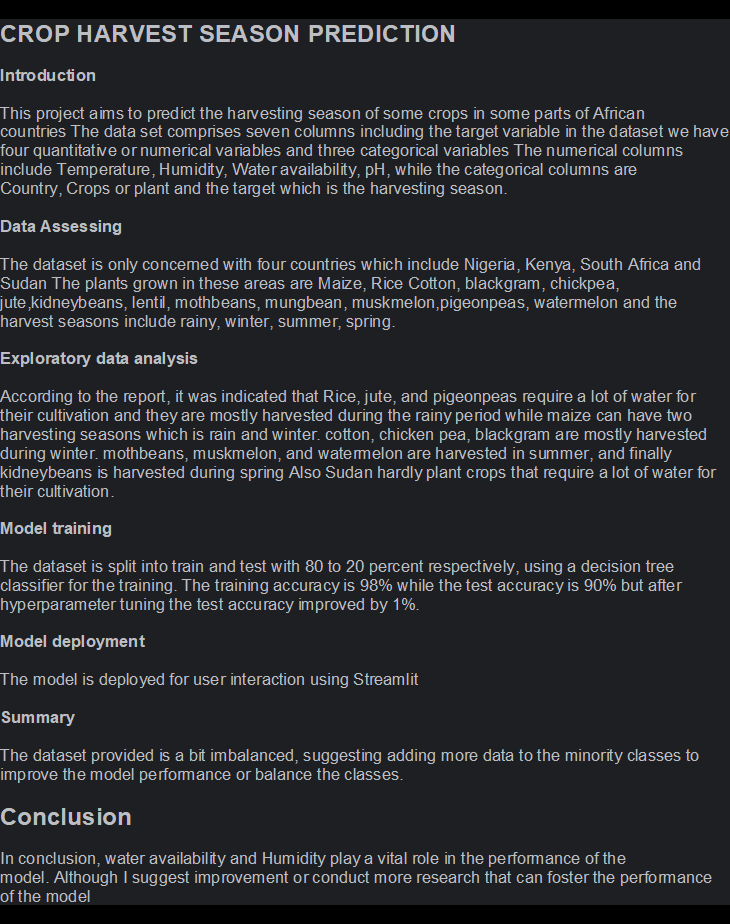 CROP HARVEST SEASON PREDICTION
Introduction
This project aims to predict the harvesting season of some crops in some parts of African
countries The data set comprises seven columns including the target variable in the dataset we have
four quantitative or numerical variables and three categorical variables The numerical columns
include Temperature, Humidity, Water availability, pH, while the categorical columns are
Country, Crops or plant and the target which is the harvesting season.
Data Assessing
The dataset is only concerned with four countries which include Nigeria, Kenya, South Africa and
Sudan The plants grown in these areas are Maize, Rice Cotton, blackgram, chickpea,
jute,kidneybeans, lentil, mothbeans, mungbean, muskmelon,pigeonpeas, watermelon and the
harvest seasons include rainy, winter, summer, spring.
Exploratory data analysis
According to the report, it was indicated that Rice, jute, and pigeonpeas require a lot of water for
their cultivation and they are mostly harvested during the rainy period while maize can have two
harvesting seasons which is rain and winter. cotton, chicken pea, blackgram are mostly harvested
during winter. mothbeans, muskmelon, and watermelon are harvested in summer, and finally
kidneybeans is harvested during spring Also Sudan hardly plant crops that require a lot of water for
their cultivation.
Model training
The dataset is split into train and test with 80 to 20 percent respectively, using a decision tree
classifier for the training. The training accuracy is 98% while the test accuracy is 90% but after
hyperparameter tuning the test accuracy improved by 1%.
Model deployment
The model is deployed for user interaction using Streamlit
Summary
The dataset provided is a bit imbalanced, suggesting adding more data to the minority classes to
improve the model performance or balance the classes.
Conclusion
In conclusion, water availability and Humidity play a vital role in the performance of the
model. Although I suggest improvement or conduct more research that can foster the performance
of the model